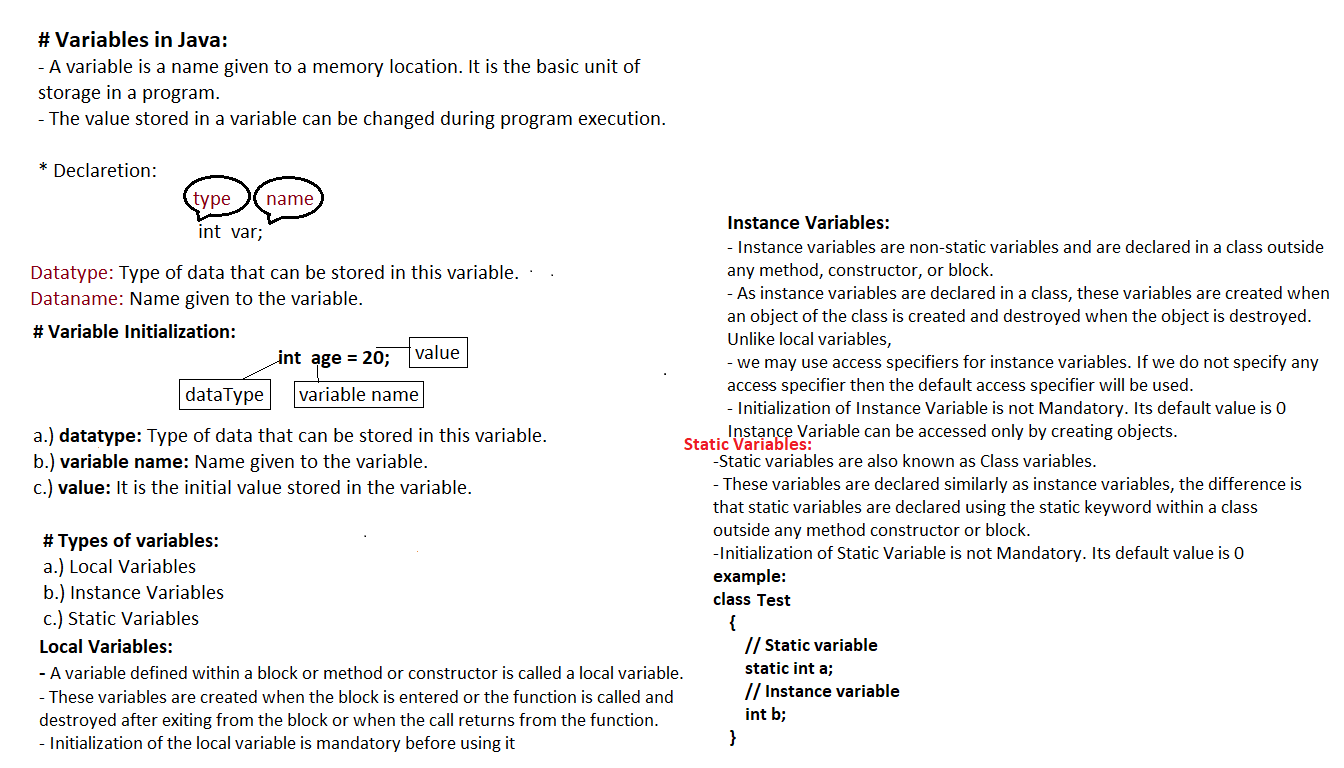 # Variables in Java:
- A variable is a name given to a memory location. It is the basic unit of
storage in a program.
- The value stored in a variable can be changed during program execution.
* Declaretion:
type name
int var;
Datatype: Type of data that can be stored in this variable.
Dataname: Name given to the variable.
# Variable Initialization:
int age = 20;
value
dataType
variable name
a.) datatype: Type of data that can be stored in this variable.
b.) variable name: Name given to the variable.
c.) value: It is the initial value stored in the variable.
# Types of variables:
a.) Local Variables
b.) Instance Variables
c.) Static Variables
Local Variables:
- A variable defined within a block or method or constructor is called a local variable.
- These variables are created when the block is entered or the function is called and
destroyed after exiting from the block or when the call returns from the function.
- Initialization of the local variable is mandatory before using it
Instance Variables:
- Instance variables are non-static variables and are declared in a class outside
any method, constructor, or block.
- As instance variables are declared in a class, these variables are created when
an object of the class is created and destroyed when the object is destroyed.
Unlike local variables,
- we may use access specifiers for instance variables. If we do not specify any
access specifier then the default access specifier will be used.
- Initialization of Instance Variable is not Mandatory. Its default value is 0
Instance Variable can be accessed only by creating objects.
Static Variables:
-Static variables are also known as Class variables.
- These variables are declared similarly as instance variables, the difference is
that static variables are declared using the static keyword within a class
outside any method constructor or block.
-Initialization of Static Variable is not Mandatory. Its default value is 0
example:
class Test
{
// Static variable
static int a;
// Instance variable
int b;
}